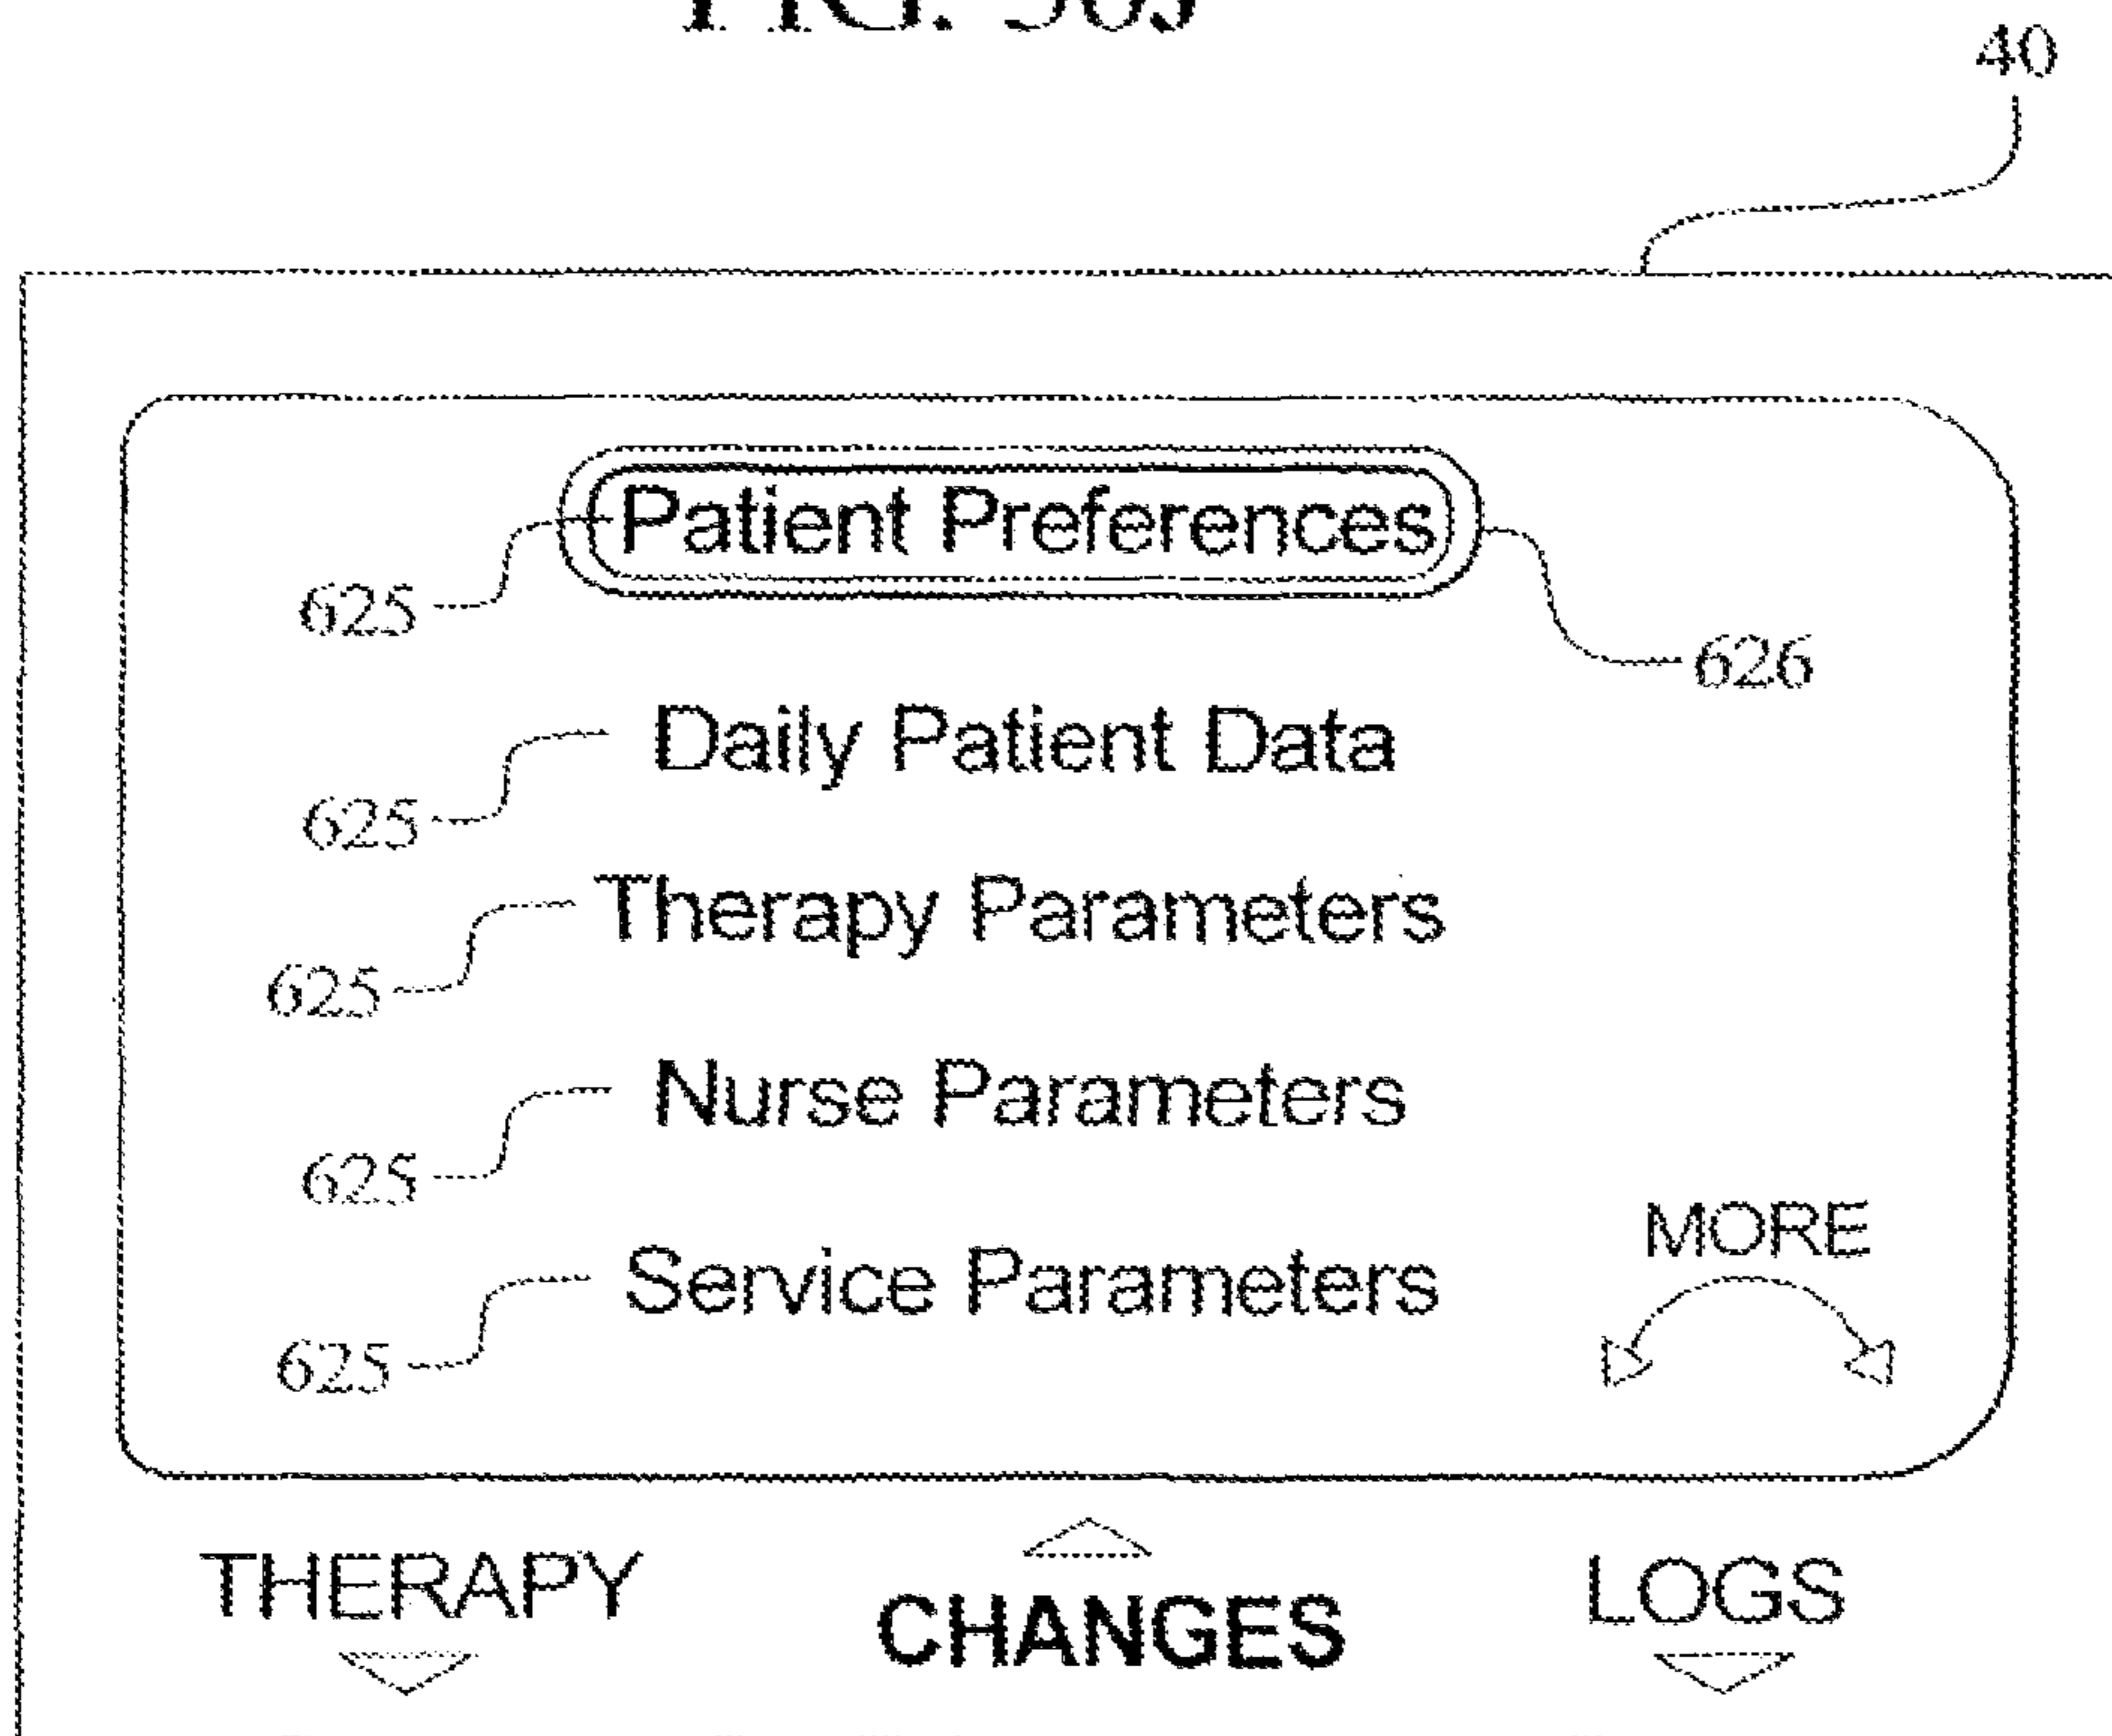 FIG.
40
Patient Preferences
625
626
Daily Patient Data
625
Therapy Parameters
625
Nurse Parameters
625
MORE
Service Parameters
625
THERAPY
CHANGES
LOGS